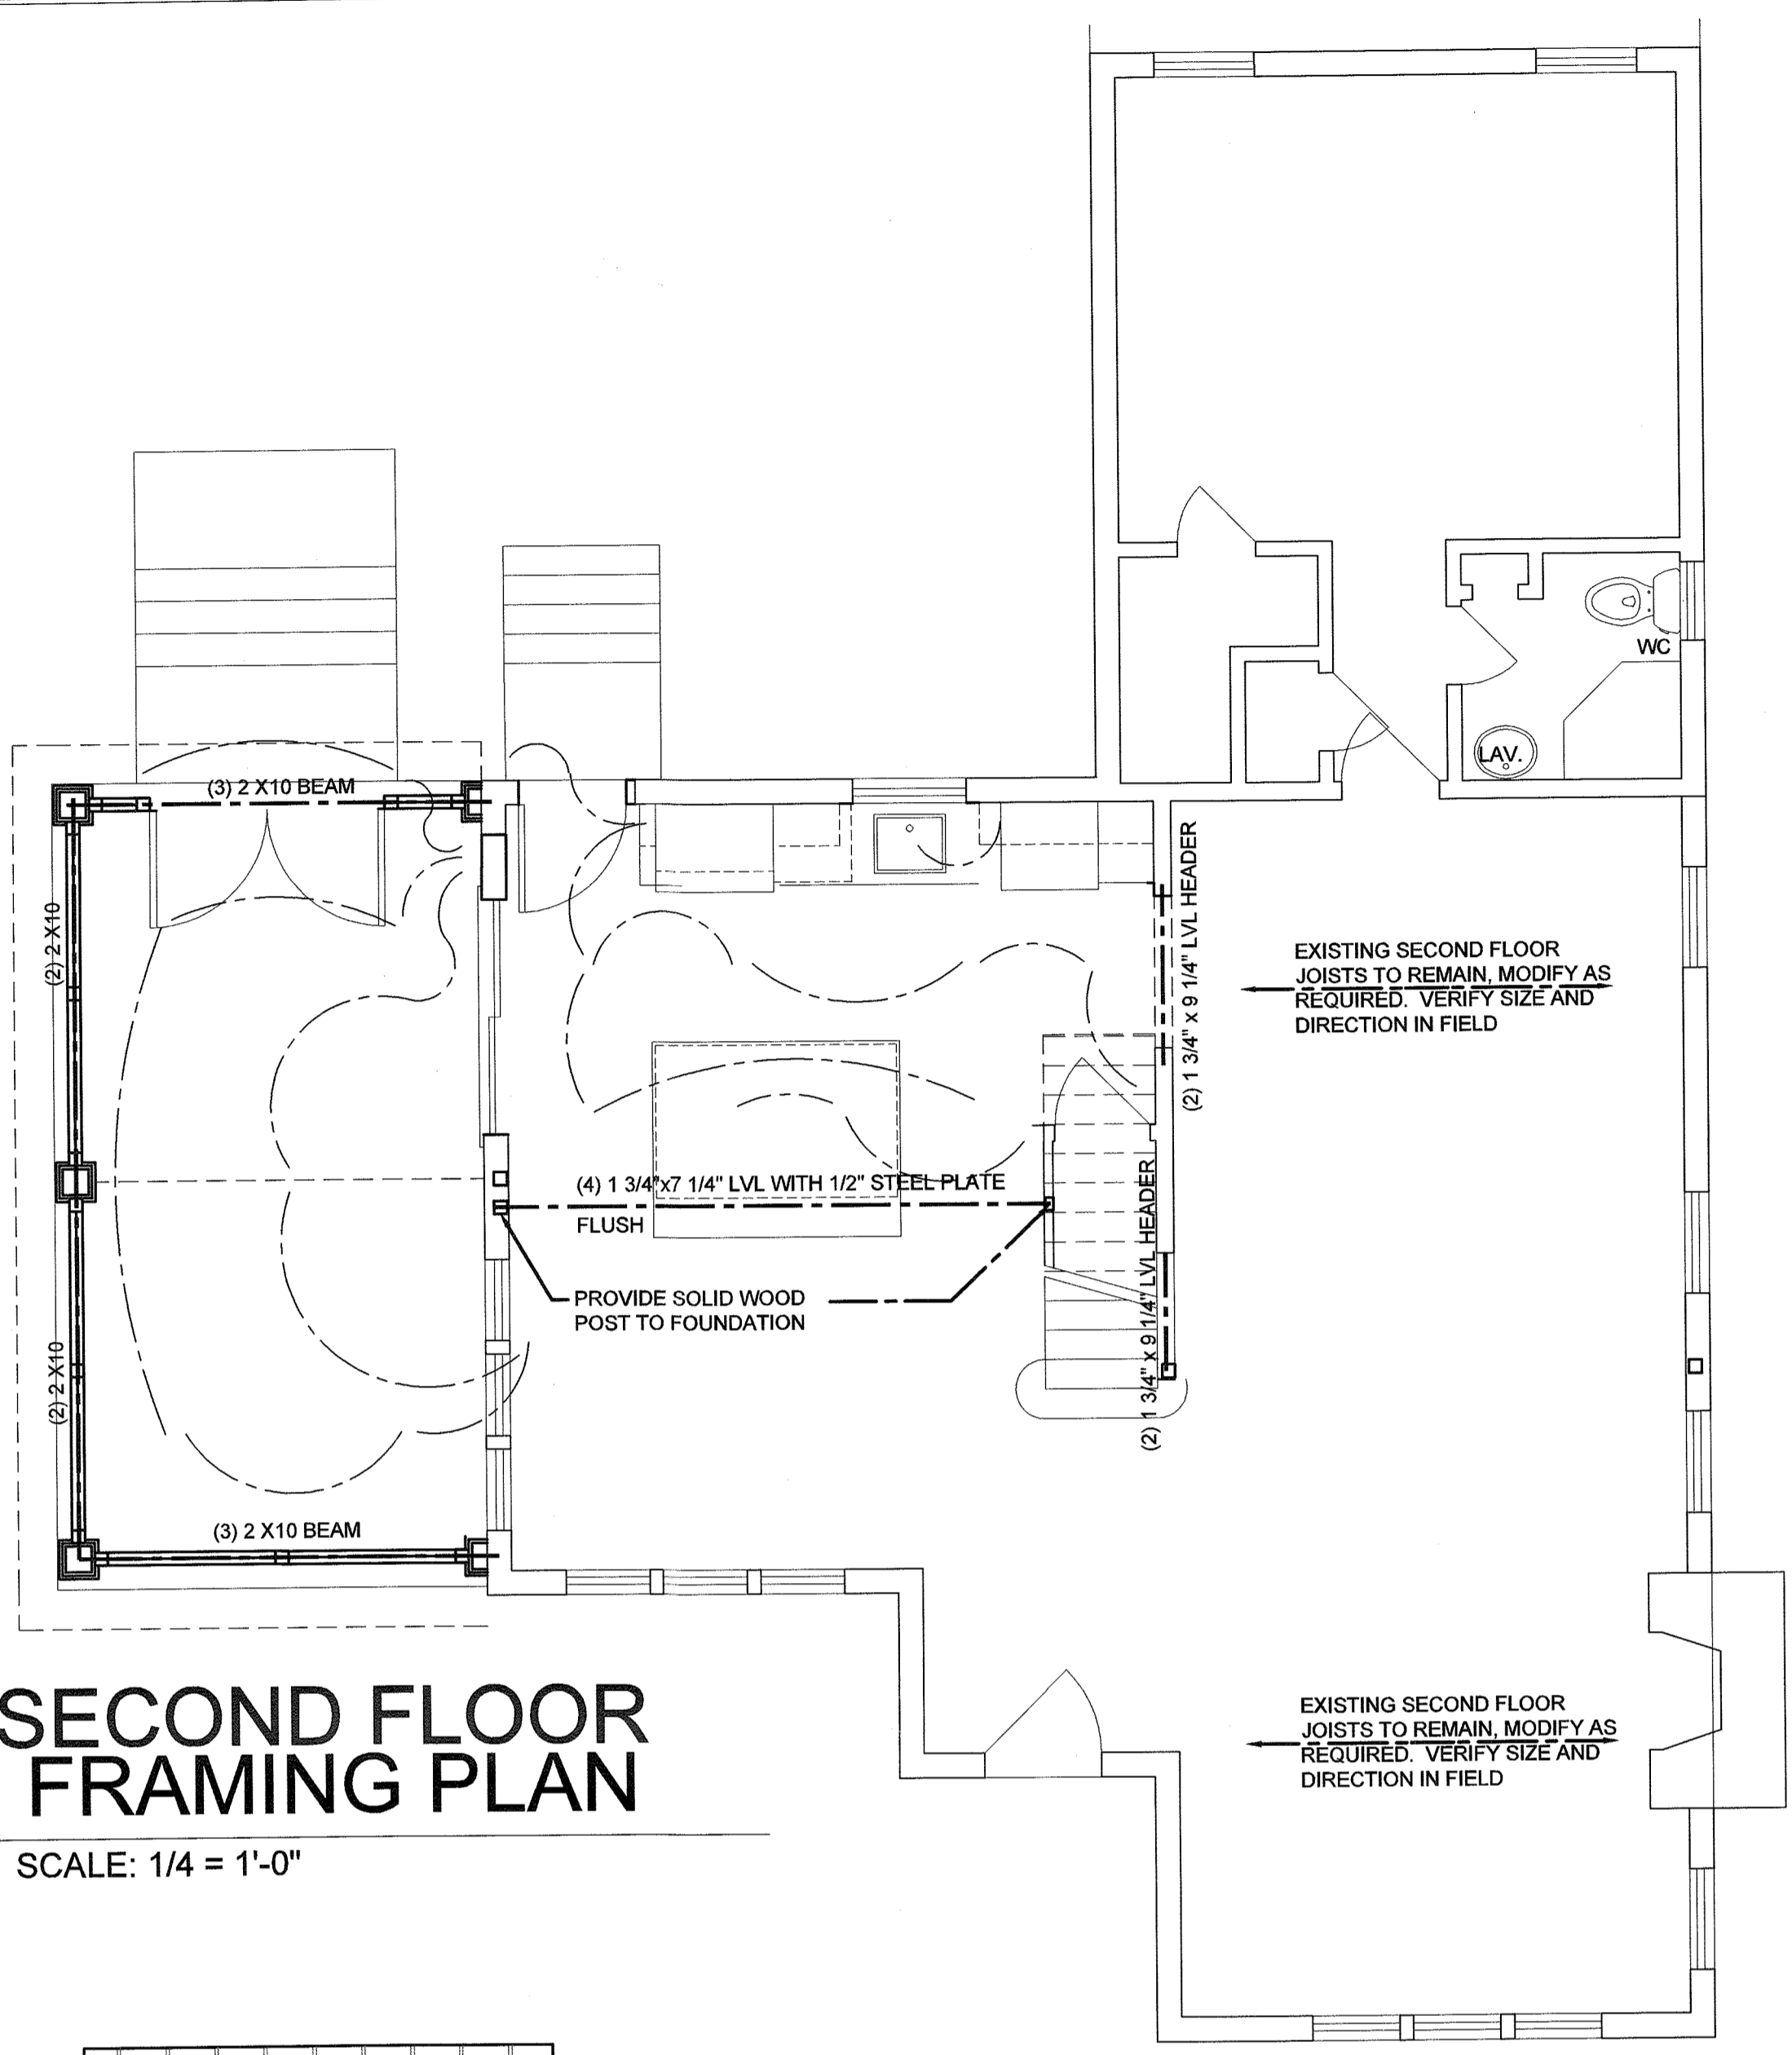 WC
LAV.
(3) 2 X10 BEAM
(2) 2 X10
(2) 1 3/4" x 9 1/4" LVL HEADER
EXISTING SECOND FLOOR
JOISTS TO REMAIN, MODIFY AS
REQUIRED. VERIFY SIZE AND
DIRECTION IN FIELD
(4) 1 3/4"x7 1/4" LVL WITH 1/2" STEEL PLATE
FLUSH
PROVIDE SOLID WOOD
POST TO FOUNDATION
(2) 1 3/4" x 9 1/4" LVL HEADER
(2) 2 X10
(3) 2 X10 BEAM
EXISTING SECOND FLOOR
JOISTS TO REMAIN, MODIFY AS
REQUIRED. VERIFY SIZE AND
DIRECTION IN FIELD
SECOND FLOOR
FRAMING PLAN
SCALE: 1/4 = 1'-0"